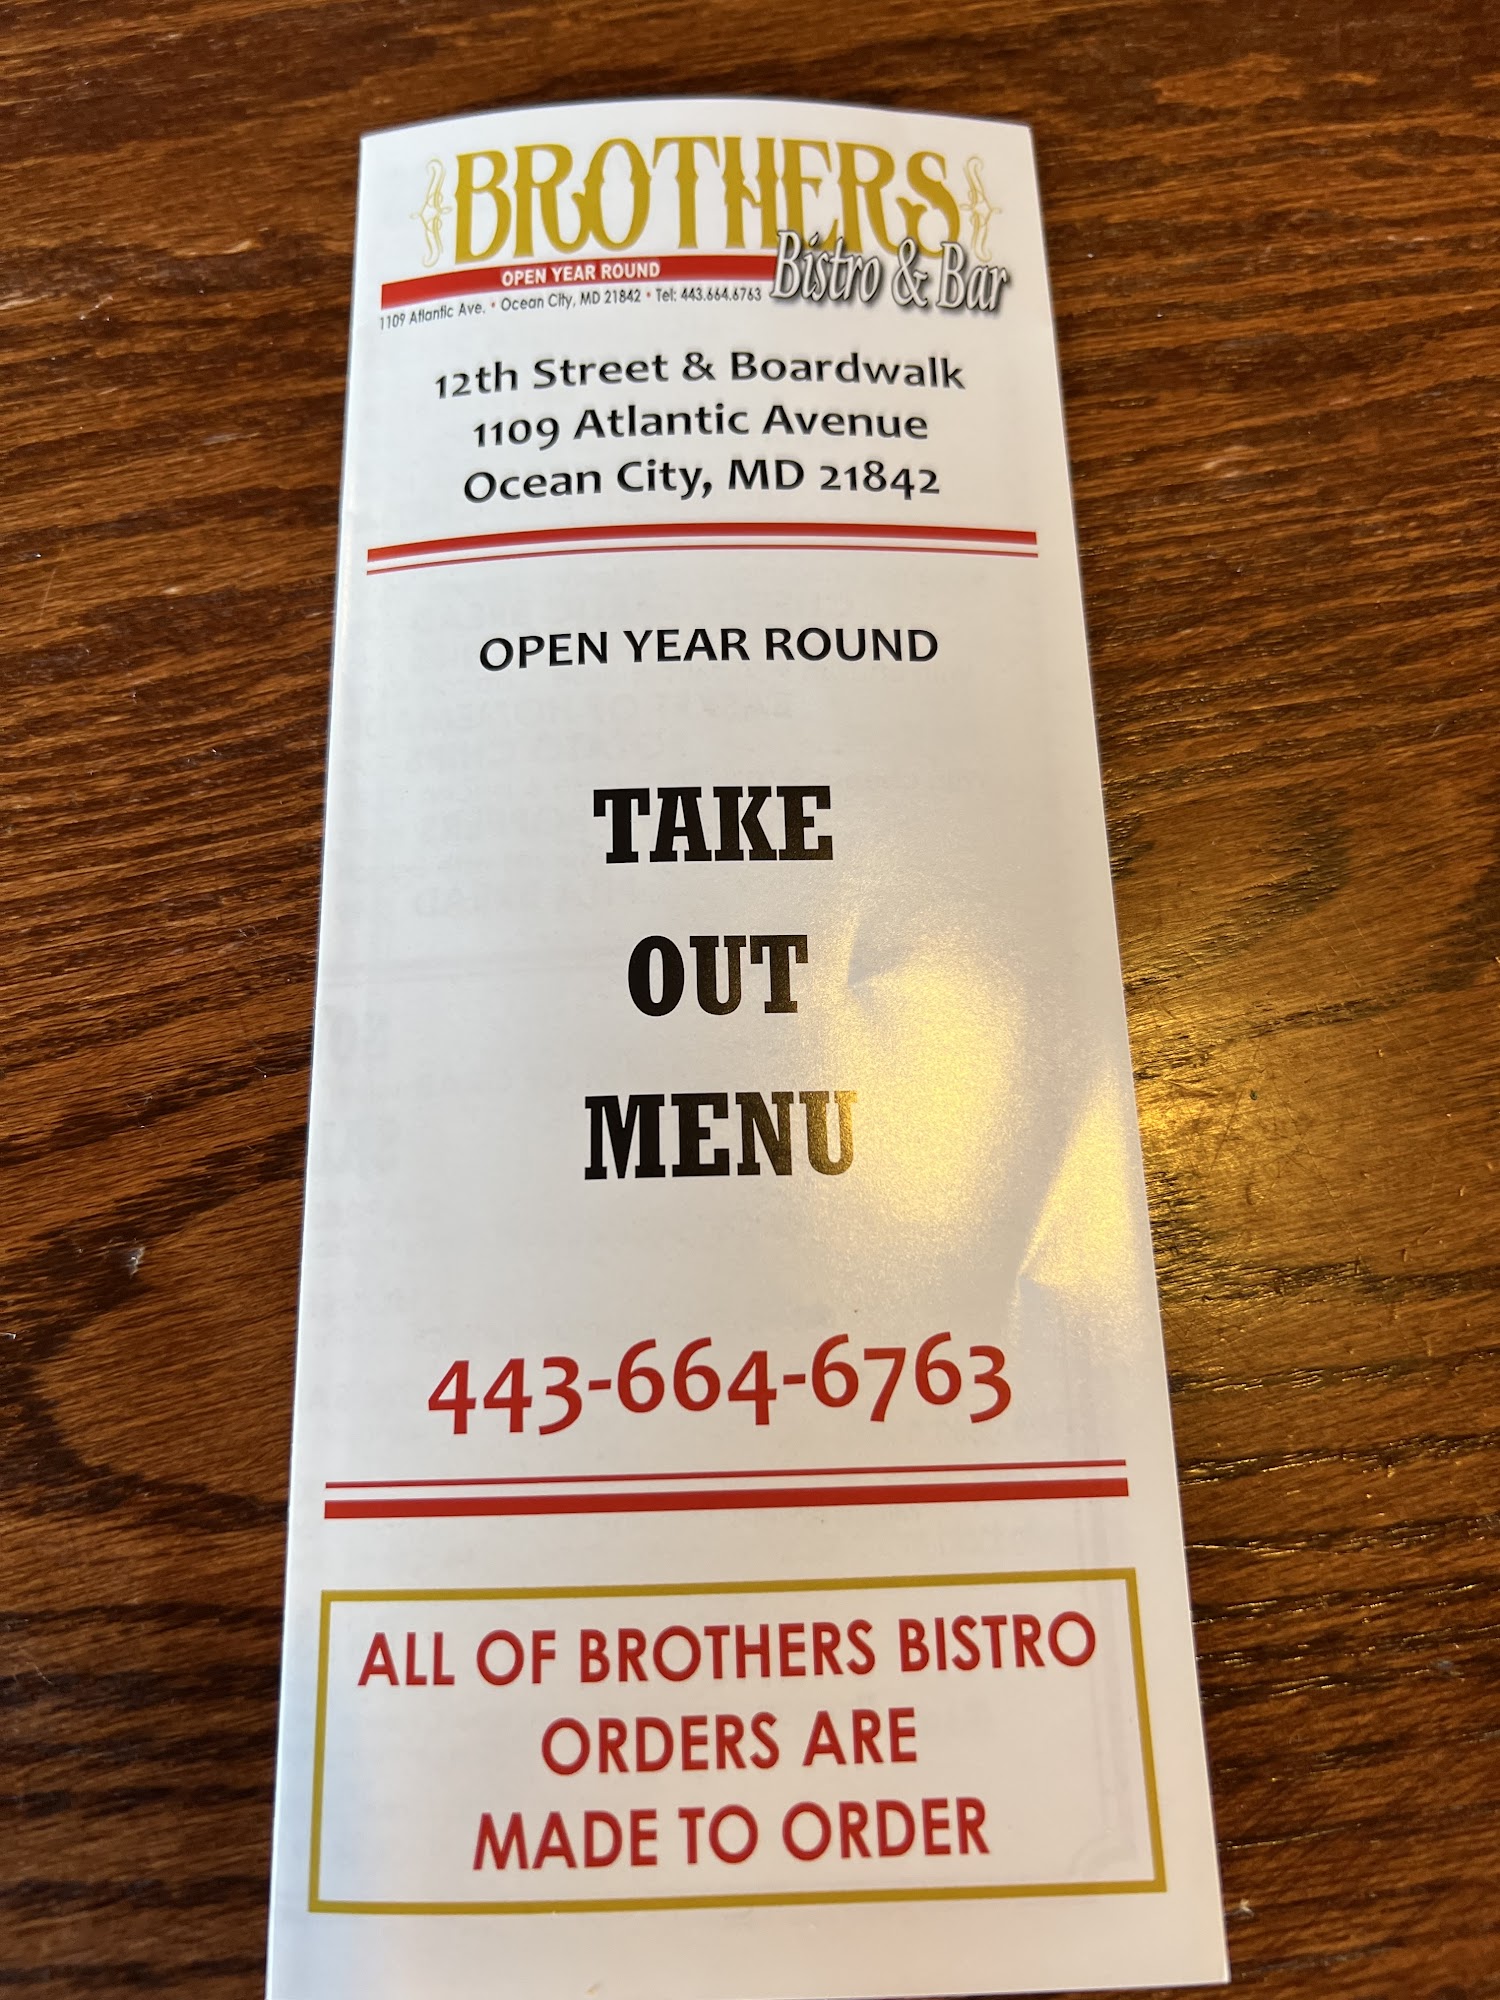 BROTHERS
Bistro & Bar
OPEN YEAR ROUND
1109 Atlantic Ave. • Ocean City, MD 21842 • Tel: 443.664.6763
12th Street & Boardwalk
1109 Atlantic Avenue
Ocean City, MD 21842
OPEN YEAR ROUND
TAKE
OUT
MENU
443-664-6763
ALL OF BROTHERS BISTRO
ORDERS ARE
MADE TO ORDER